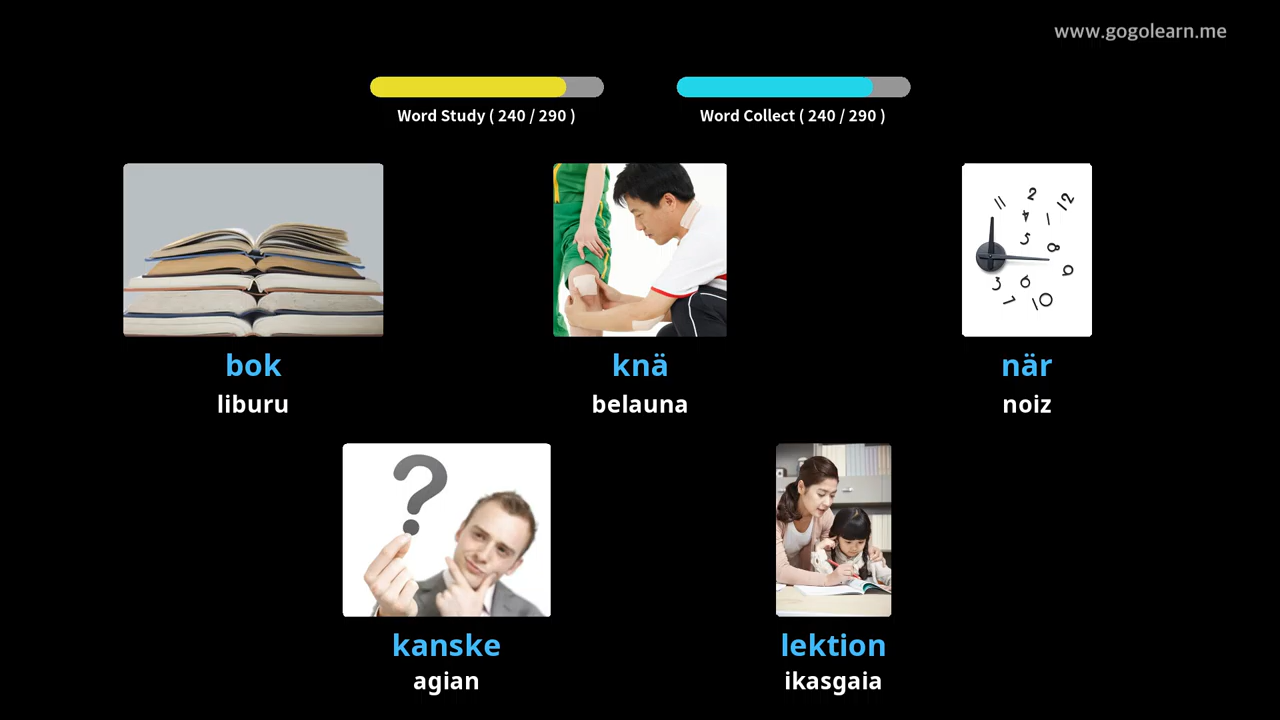 www.gogolearn.me
Word Study ( 240 / 290 )
Word Collect ( 240 / 290 )
bok
liburu
knä
belauna
när
noiz
kanske
agian
lektion
ikasgaia